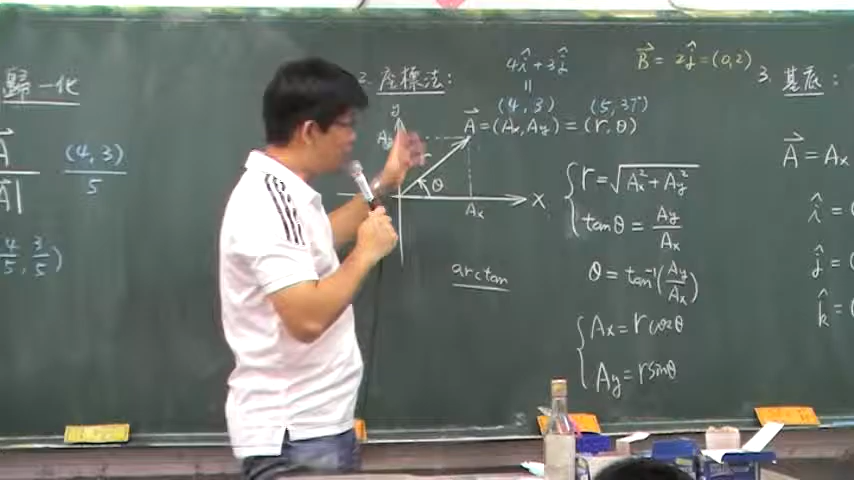 歸一化
A⃗
|A⃗|
(4,3)
5
4/5, 3/5)
2. 座標法:
4î+3ĵ
=
(4,3) (5,37°)
A⃗=(Ax,Ay)=(r,θ)
y
Ay
r
θ
X
Ax
arctan
B⃗=2ĵ=(0,2)
r=√(Ax²+Ay²)
tanθ=Ay/Ax
θ=tan⁻¹(Ay/Ax)
Ax=rcosθ
Ay=rsinθ
3. 基底:
A⃗=Ax
î=
ĵ=(
k̂=